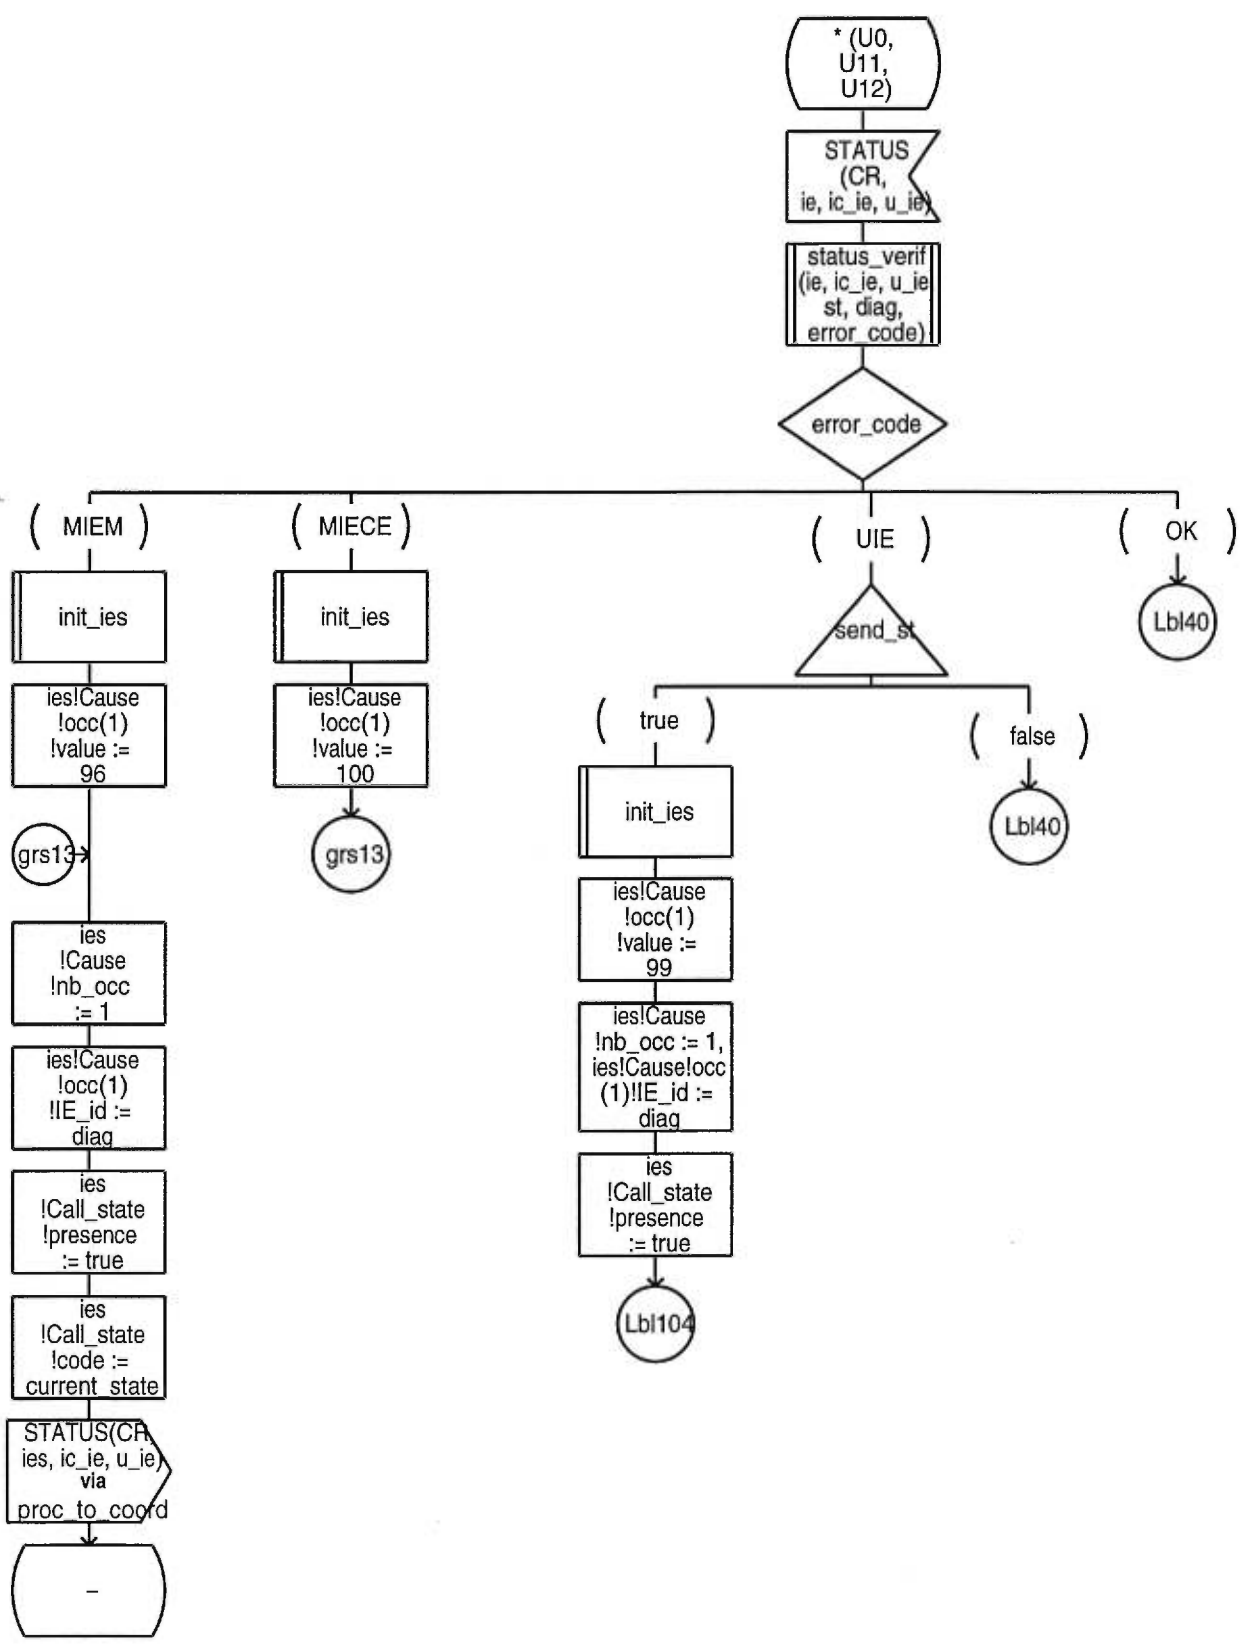 * (U0,
U11,
U12)
STATUS
(CR,
ie, ic_ie, u_ie)
status_verif
(ie, ic_ie, u_ie
st, diag,
error_code)
error_code
( MIEM )
init_ies
ies!Cause
!occ(1)
!value :=
96
grs13
ies
!Cause
!nb_occ
:= 1
ies!Cause
!occ(1)
!IE_id :=
diag
ies
!Call_state
!presence
:= true
ies
!Call_state
!code :=
current_state
STATUS(CR,
ies, ic_ie, u_ie)
via
proc_to_coord
–
( MIECE )
init_ies
ies!Cause
!occ(1)
!value :=
100
grs13
( UIE )
send_st
( true )
init_ies
ies!Cause
!occ(1)
!value :=
99
ies!Cause
!nb_occ := 1,
ies!Cause!occ
(1)!IE_id :=
diag
ies
!Call_state
!presence
:= true
Lbl104
( false )
Lbl40
( OK )
Lbl40